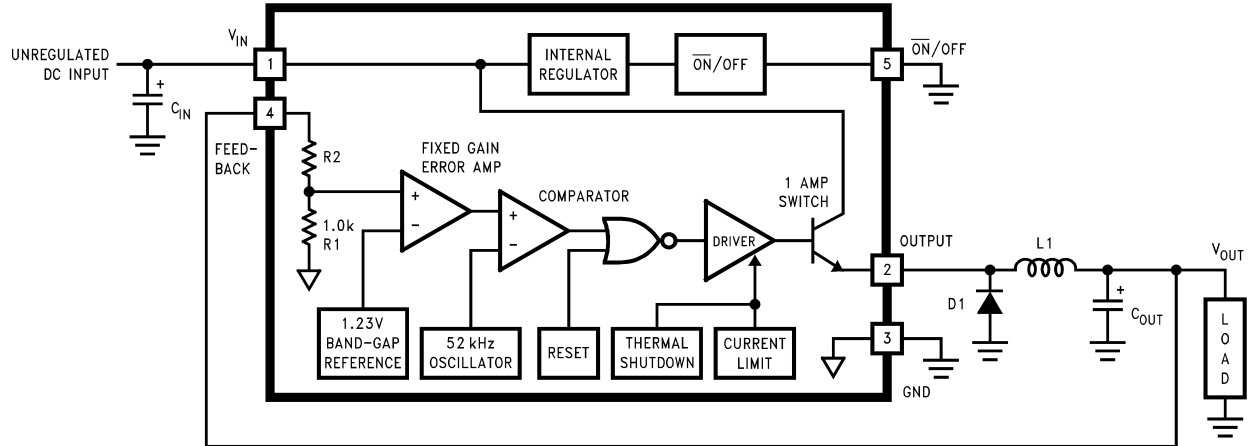 UNREGULATED
DC INPUT
+
C_IN
V_IN
1
4
FEED-
BACK
R2
1.0k
R1
FIXED GAIN
ERROR AMP
+
−
COMPARATOR
+
−
INTERNAL
REGULATOR
O̅N̅/OFF
5
O̅N̅/OFF
1 AMP
SWITCH
DRIVER
OUTPUT
2
3
GND
1.23V
BAND-GAP
REFERENCE
52 kHz
OSCILLATOR
RESET
THERMAL
SHUTDOWN
CURRENT
LIMIT
D1
L1
+
C_OUT
V_OUT
LOAD